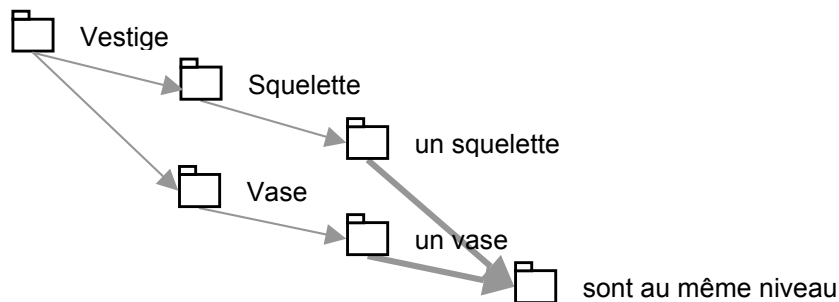 Vestige
Squelette
un squelette
Vase
un vase
sont au même niveau